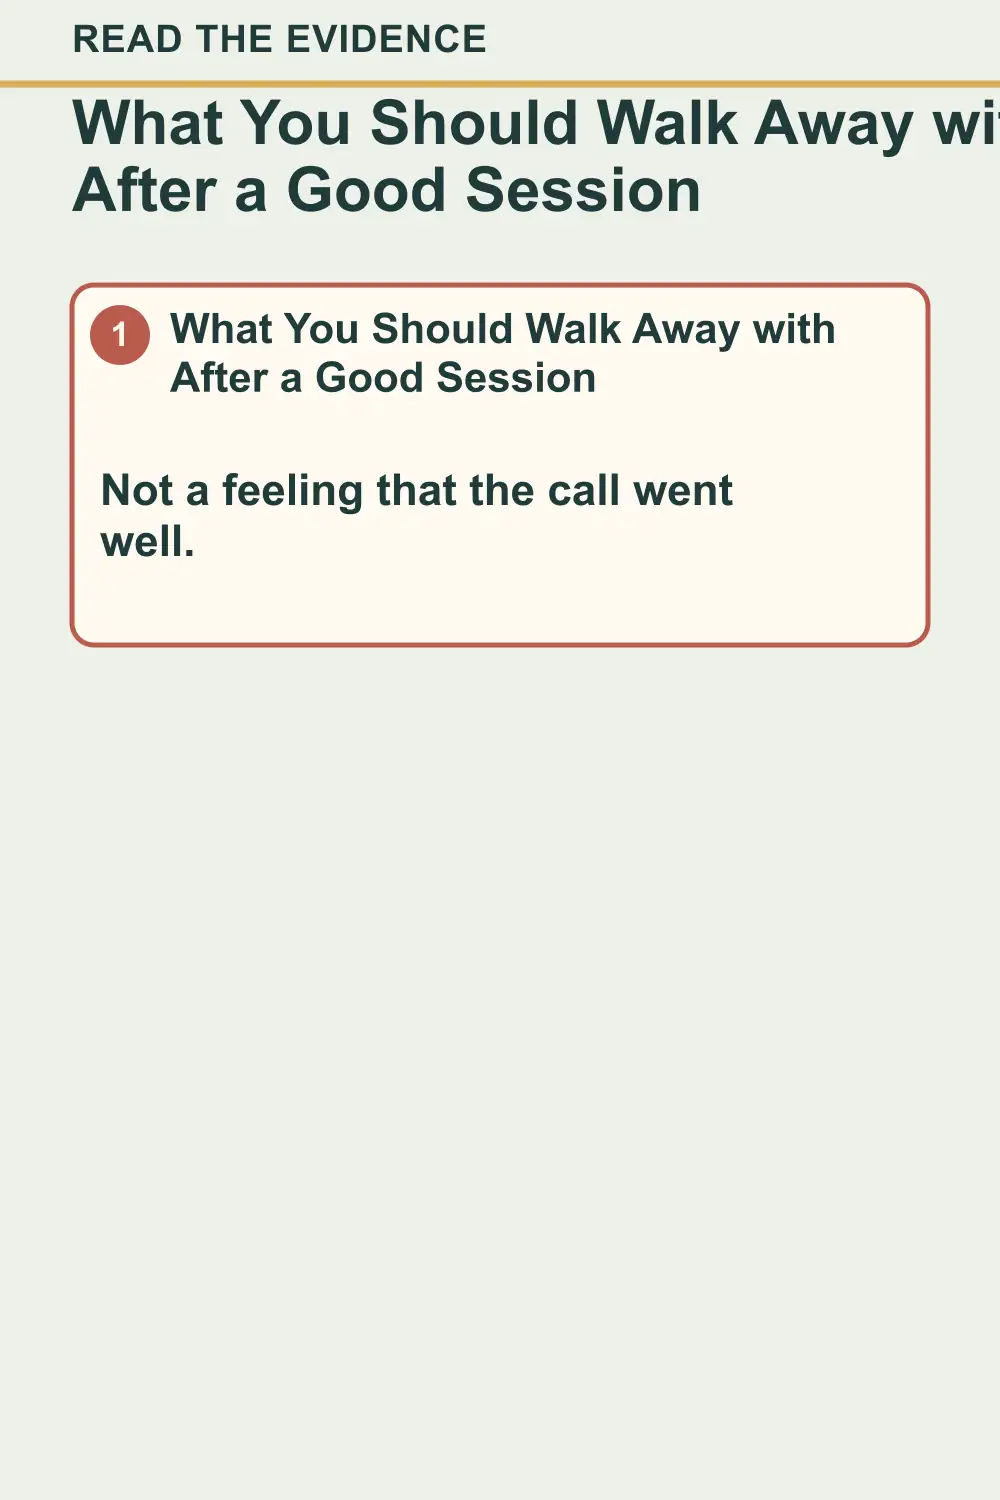 READ THE EVIDENCE
What You Should Walk Away wi
After a Good Session
1
What You Should Walk Away with
After a Good Session
Not a feeling that the call went
well.